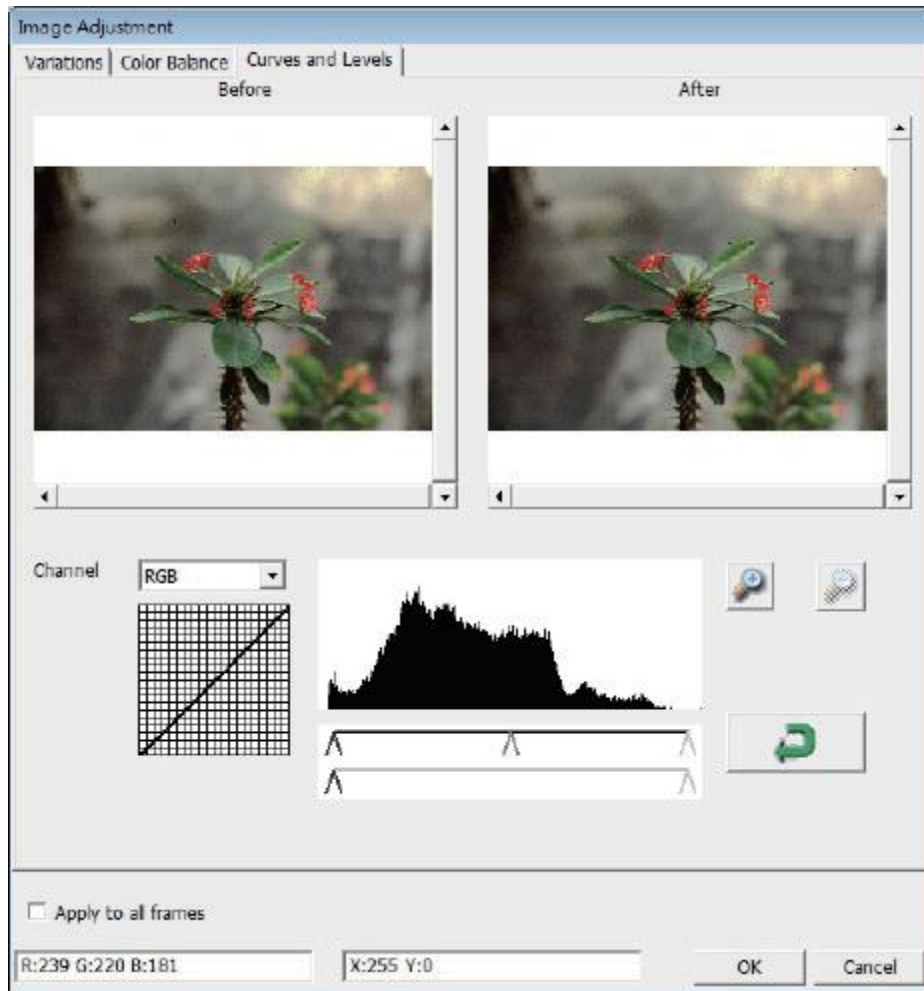 Image Adjustment
Variations
Color Balance
Curves and Levels
Before
After
Channel
RGB
Apply to all frames
R:239 G:220 B:181
X:255 Y:0
OK
Cancel